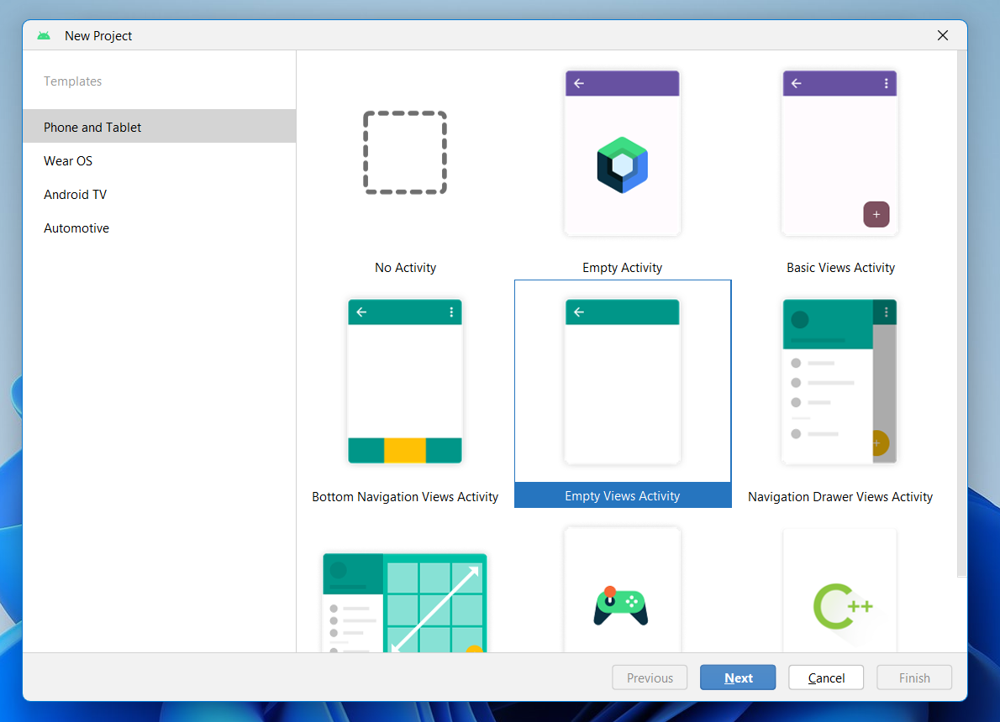 New Project
Templates
Phone and Tablet
Wear OS
Android TV
Automotive
No Activity
Empty Activity
Basic Views Activity
Bottom Navigation Views Activity
Empty Views Activity
Navigation Drawer Views Activity
C++
Previous
Next
Cancel
Finish